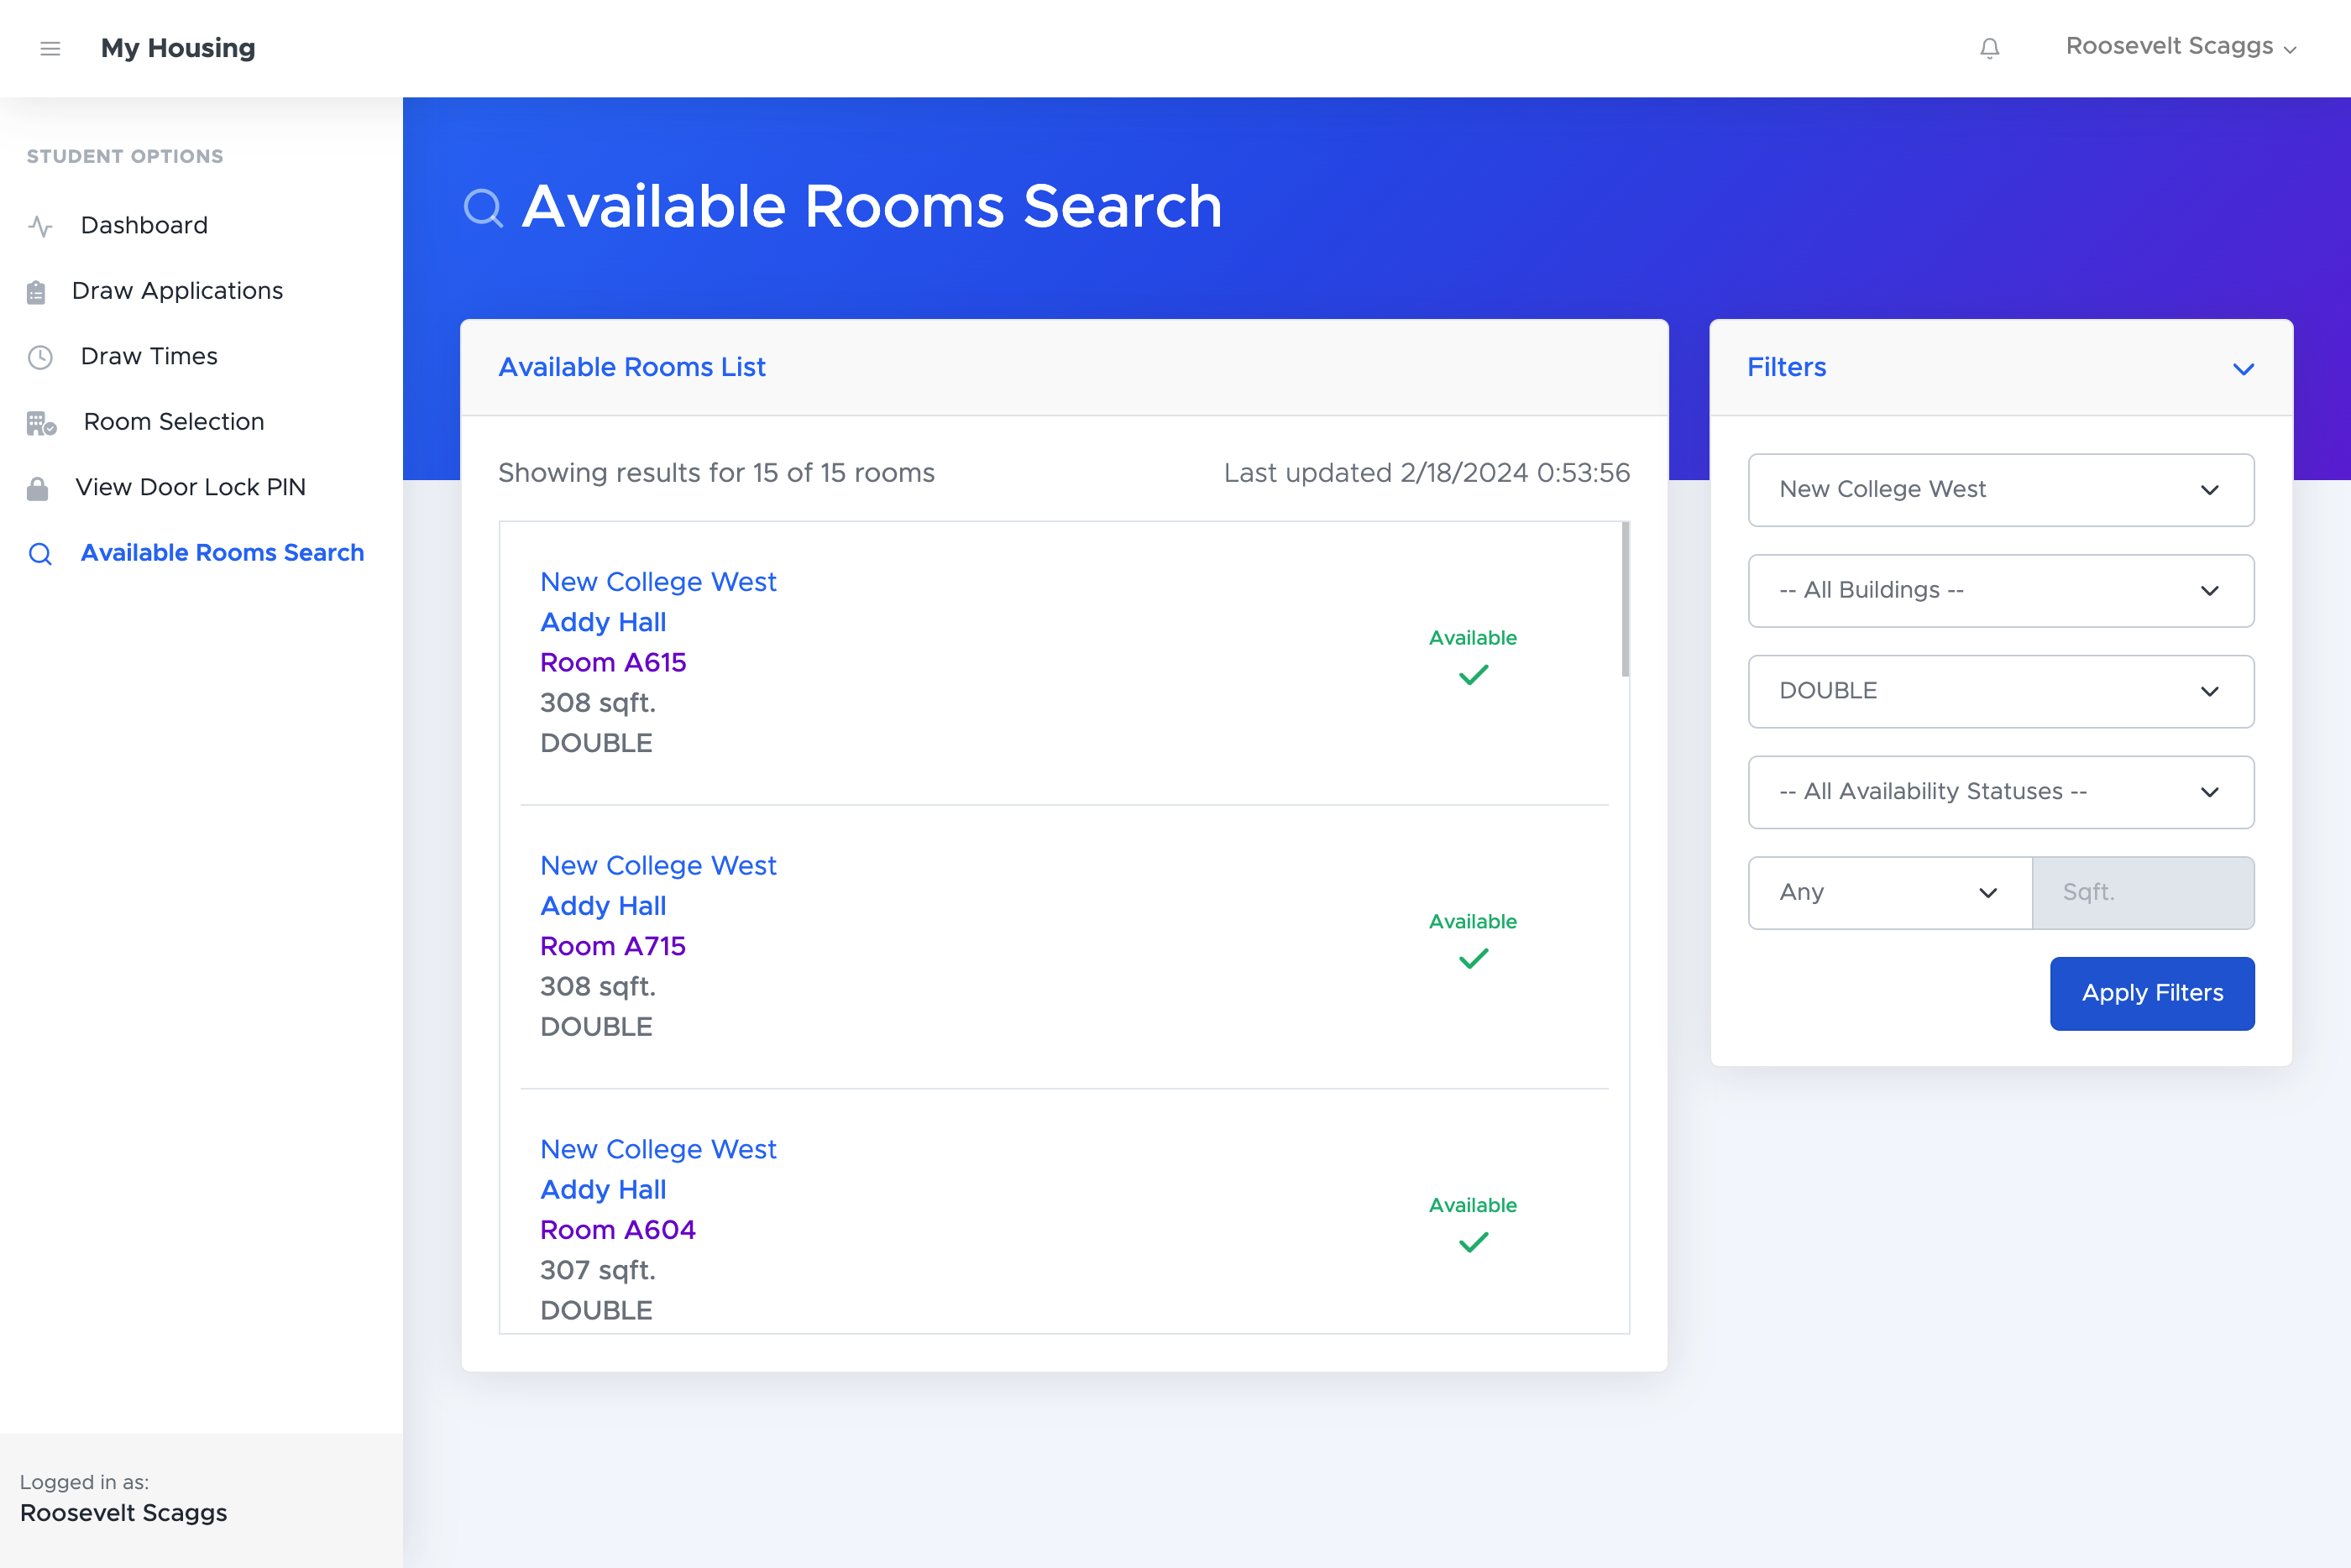 My Housing
Roosevelt Scaggs
STUDENT OPTIONS
Dashboard
Draw Applications
Draw Times
Room Selection
View Door Lock PIN
Available Rooms Search
Logged in as:
Roosevelt Scaggs
Available Rooms Search
Available Rooms List
Showing results for 15 of 15 rooms
Last updated 2/18/2024 0:53:56
New College West
Addy Hall
Room A615
308 sqft.
DOUBLE
Available
New College West
Addy Hall
Room A715
308 sqft.
DOUBLE
Available
New College West
Addy Hall
Room A604
307 sqft.
DOUBLE
Available
Filters
New College West
-- All Buildings --
DOUBLE
-- All Availability Statuses --
Any
Sqft.
Apply Filters